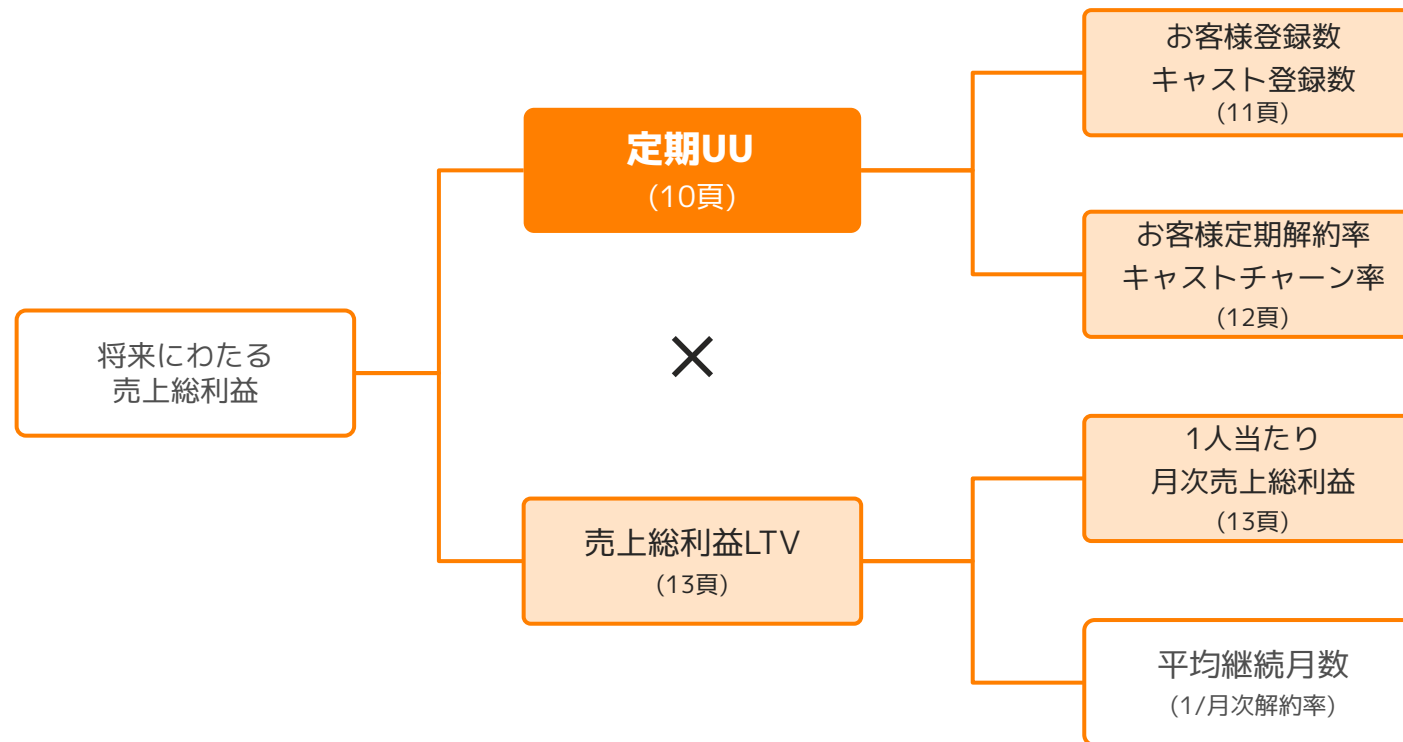 お客様登録数
キャスト登録数
(11頁)
定期UU
(10頁)
お客様定期解約率
キャストチャーン率
(12頁)
将来にわたる
売上総利益
×
1人当たり
月次売上総利益
(13頁)
売上総利益LTV
(13頁)
平均継続月数
(1/月次解約率)